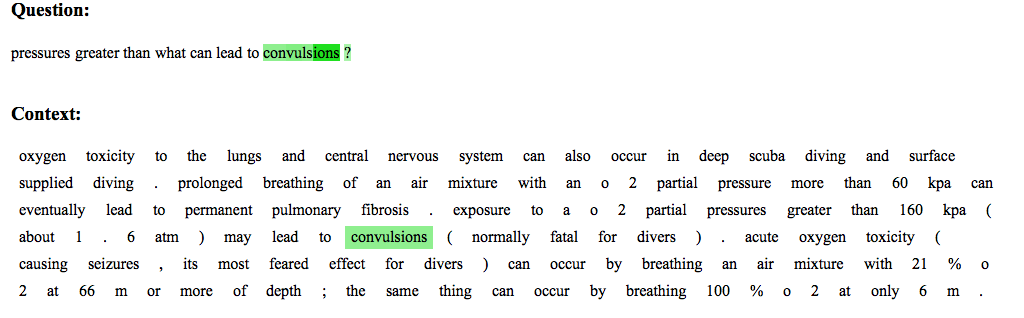 Question:
pressures greater than what can lead to convulsions ?
Context:
oxygen toxicity to the lungs and central nervous system can also occur in deep scuba diving and surface
supplied diving . prolonged breathing of an air mixture with an o 2 partial pressure more than 60 kpa can
eventually lead to permanent pulmonary fibrosis . exposure to a o 2 partial pressures greater than 160 kpa (
about 1 . 6 atm ) may lead to convulsions ( normally fatal for divers ) . acute oxygen toxicity (
causing seizures , its most feared effect for divers ) can occur by breathing an air mixture with 21 % o
2 at 66 m or more of depth ; the same thing can occur by breathing 100 % o 2 at only 6 m .